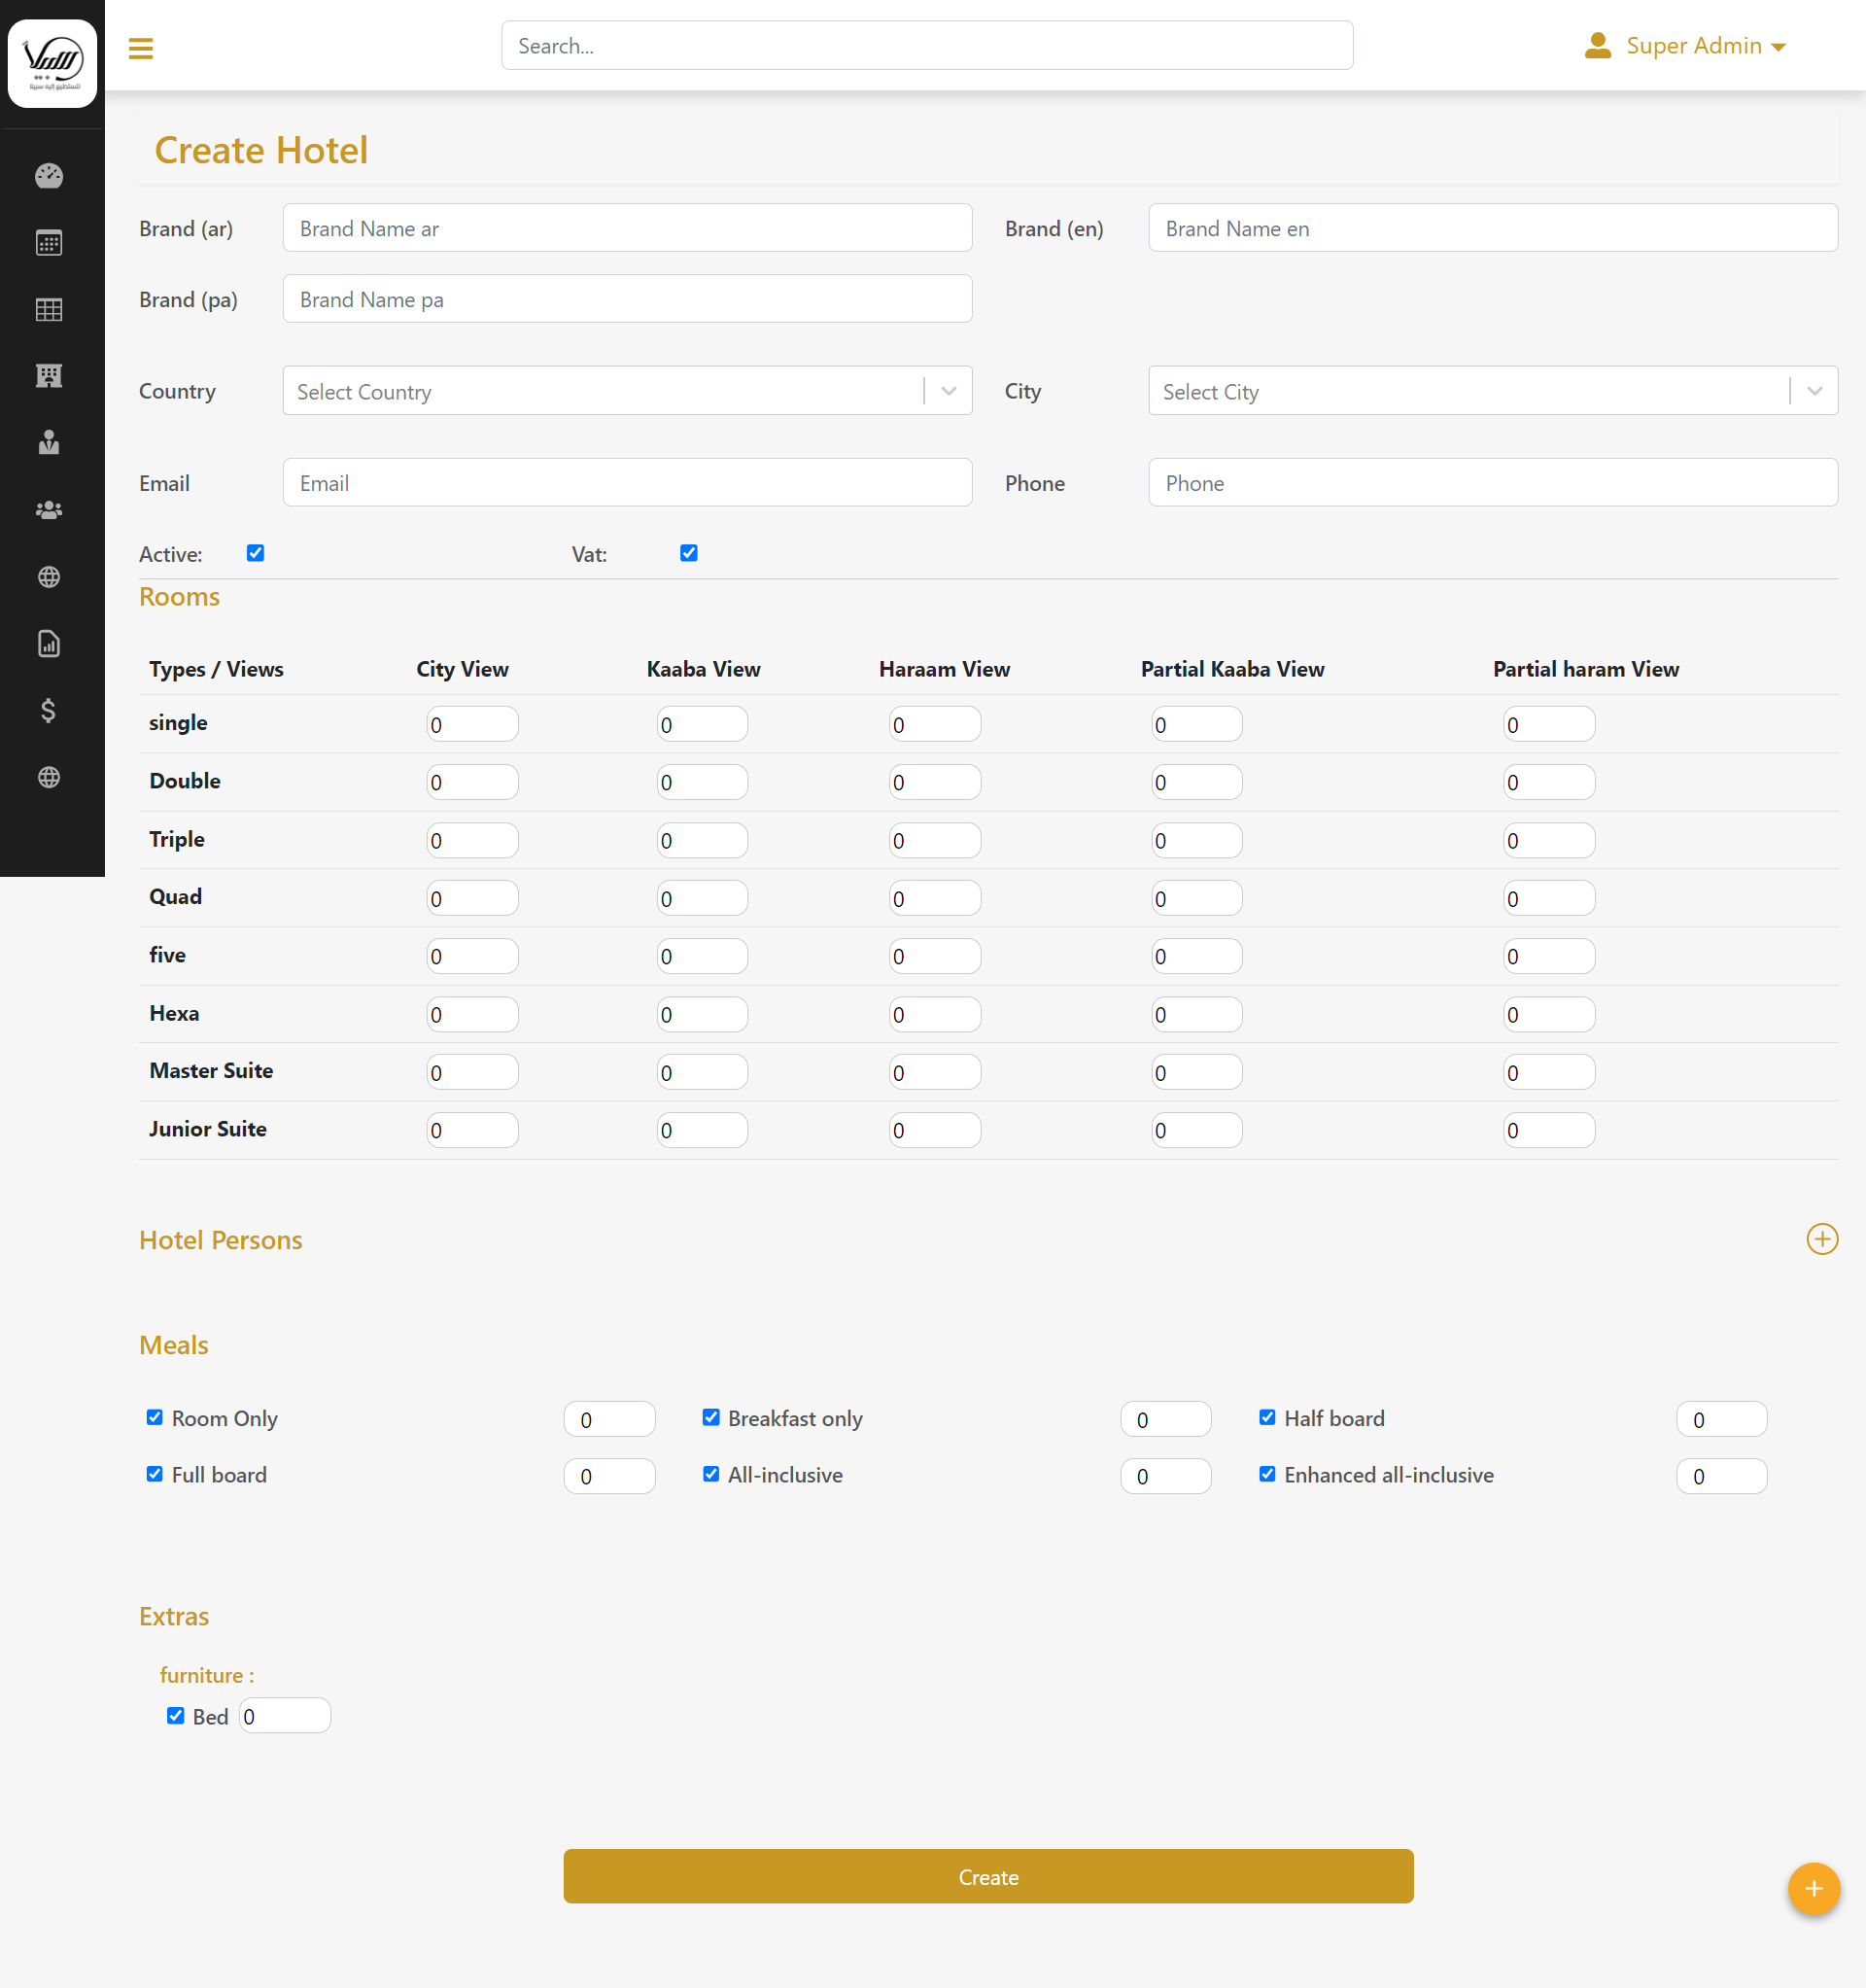 السبيل
لتستطيع إليه سبيلا
Search...
Super Admin
Create Hotel
Brand (ar) Brand Name ar Brand (en) Brand Name en
Brand (pa) Brand Name pa
Country Select Country City Select City
Email Email Phone Phone
Active: Vat:
Rooms
Types / Views City View Kaaba View Haraam View Partial Kaaba View Partial haram View
single 0 0 0 0 0
Double 0 0 0 0 0
Triple 0 0 0 0 0
Quad 0 0 0 0 0
five 0 0 0 0 0
Hexa 0 0 0 0 0
Master Suite 0 0 0 0 0
Junior Suite 0 0 0 0 0
Hotel Persons
Meals
Room Only 0 Breakfast only 0 Half board 0
Full board 0 All-inclusive 0 Enhanced all-inclusive 0
Extras
furniture :
Bed 0
Create